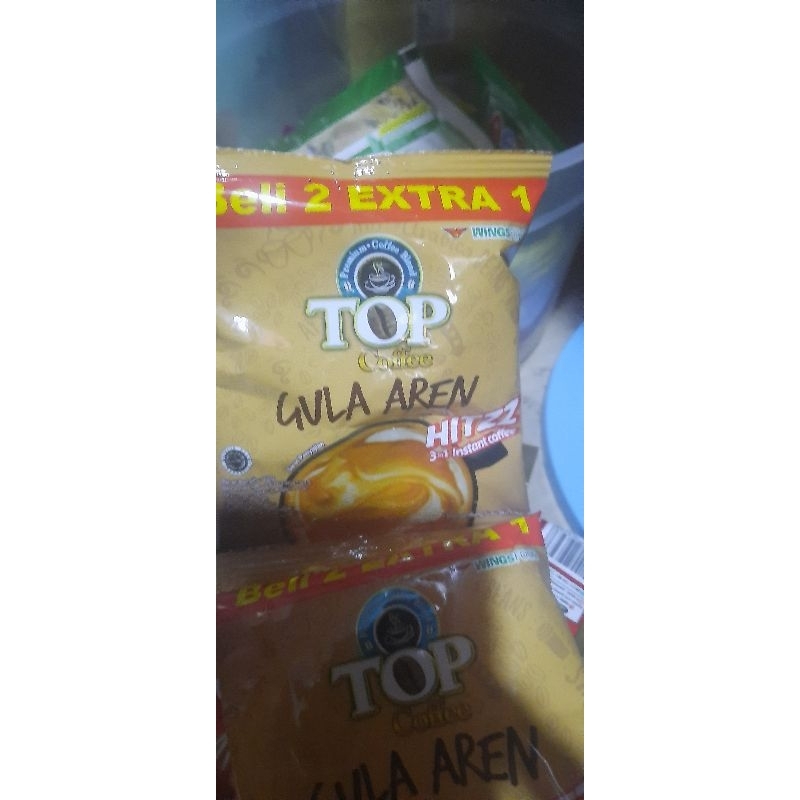 Beli 2 EXTRA 1
WINGS
Premium Coffee Blend
TOP
Coffee
GULA AREN
HITZZ
3in1 Instant coffee
Beli 2 EXTRA 1
WINGS
TOP
Coffee
GULA AREN